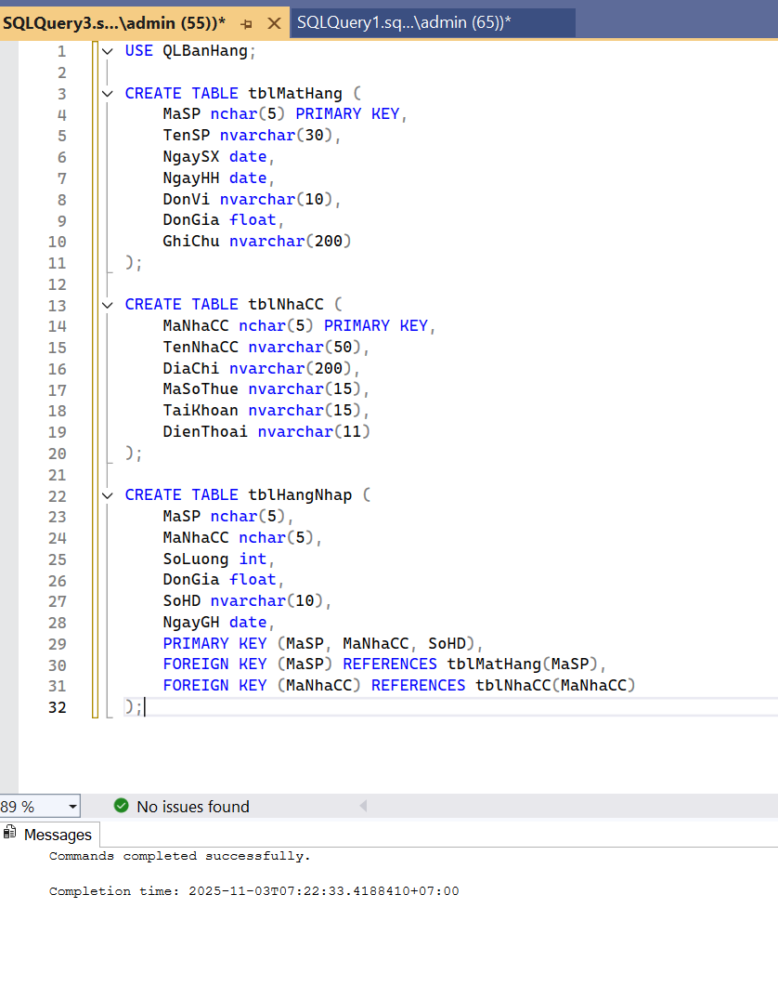 SQLQuery3.s...\admin (55))*
SQLQuery1.sq...\admin (65))*
1 USE QLBanHang;
2
3 CREATE TABLE tblMatHang (
4 MaSP nchar(5) PRIMARY KEY,
5 TenSP nvarchar(30),
6 NgaySX date,
7 NgayHH date,
8 DonVi nvarchar(10),
9 DonGia float,
10 GhiChu nvarchar(200)
11 );
12
13 CREATE TABLE tblNhaCC (
14 MaNhaCC nchar(5) PRIMARY KEY,
15 TenNhaCC nvarchar(50),
16 DiaChi nvarchar(200),
17 MaSoThue nvarchar(15),
18 TaiKhoan nvarchar(15),
19 DienThoai nvarchar(11)
20 );
21
22 CREATE TABLE tblHangNhap (
23 MaSP nchar(5),
24 MaNhaCC nchar(5),
25 SoLuong int,
26 DonGia float,
27 SoHD nvarchar(10),
28 NgayGH date,
29 PRIMARY KEY (MaSP, MaNhaCC, SoHD),
30 FOREIGN KEY (MaSP) REFERENCES tblMatHang(MaSP),
31 FOREIGN KEY (MaNhaCC) REFERENCES tblNhaCC(MaNhaCC)
32 );
89 % No issues found
Messages
Commands completed successfully.
Completion time: 2025-11-03T07:22:33.4188410+07:00